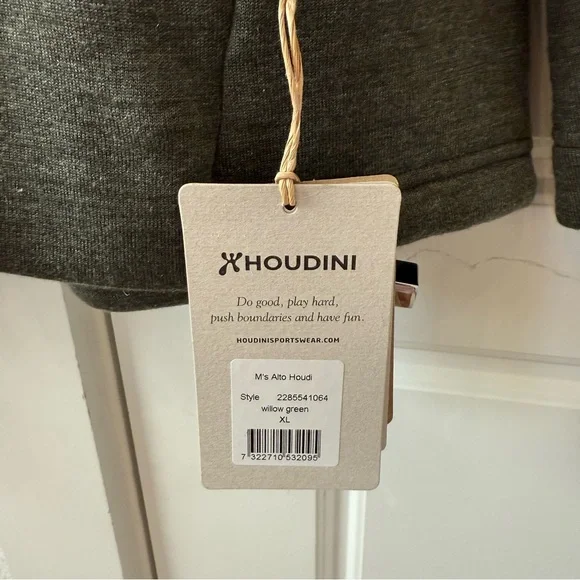 HOUDINI
Do good, play hard,
push boundaries and have fun.
HOUDINISPORTSWEAR.COM
M's Alto Houdi
Style 2285541064
willow green
XL
7 322710 532095